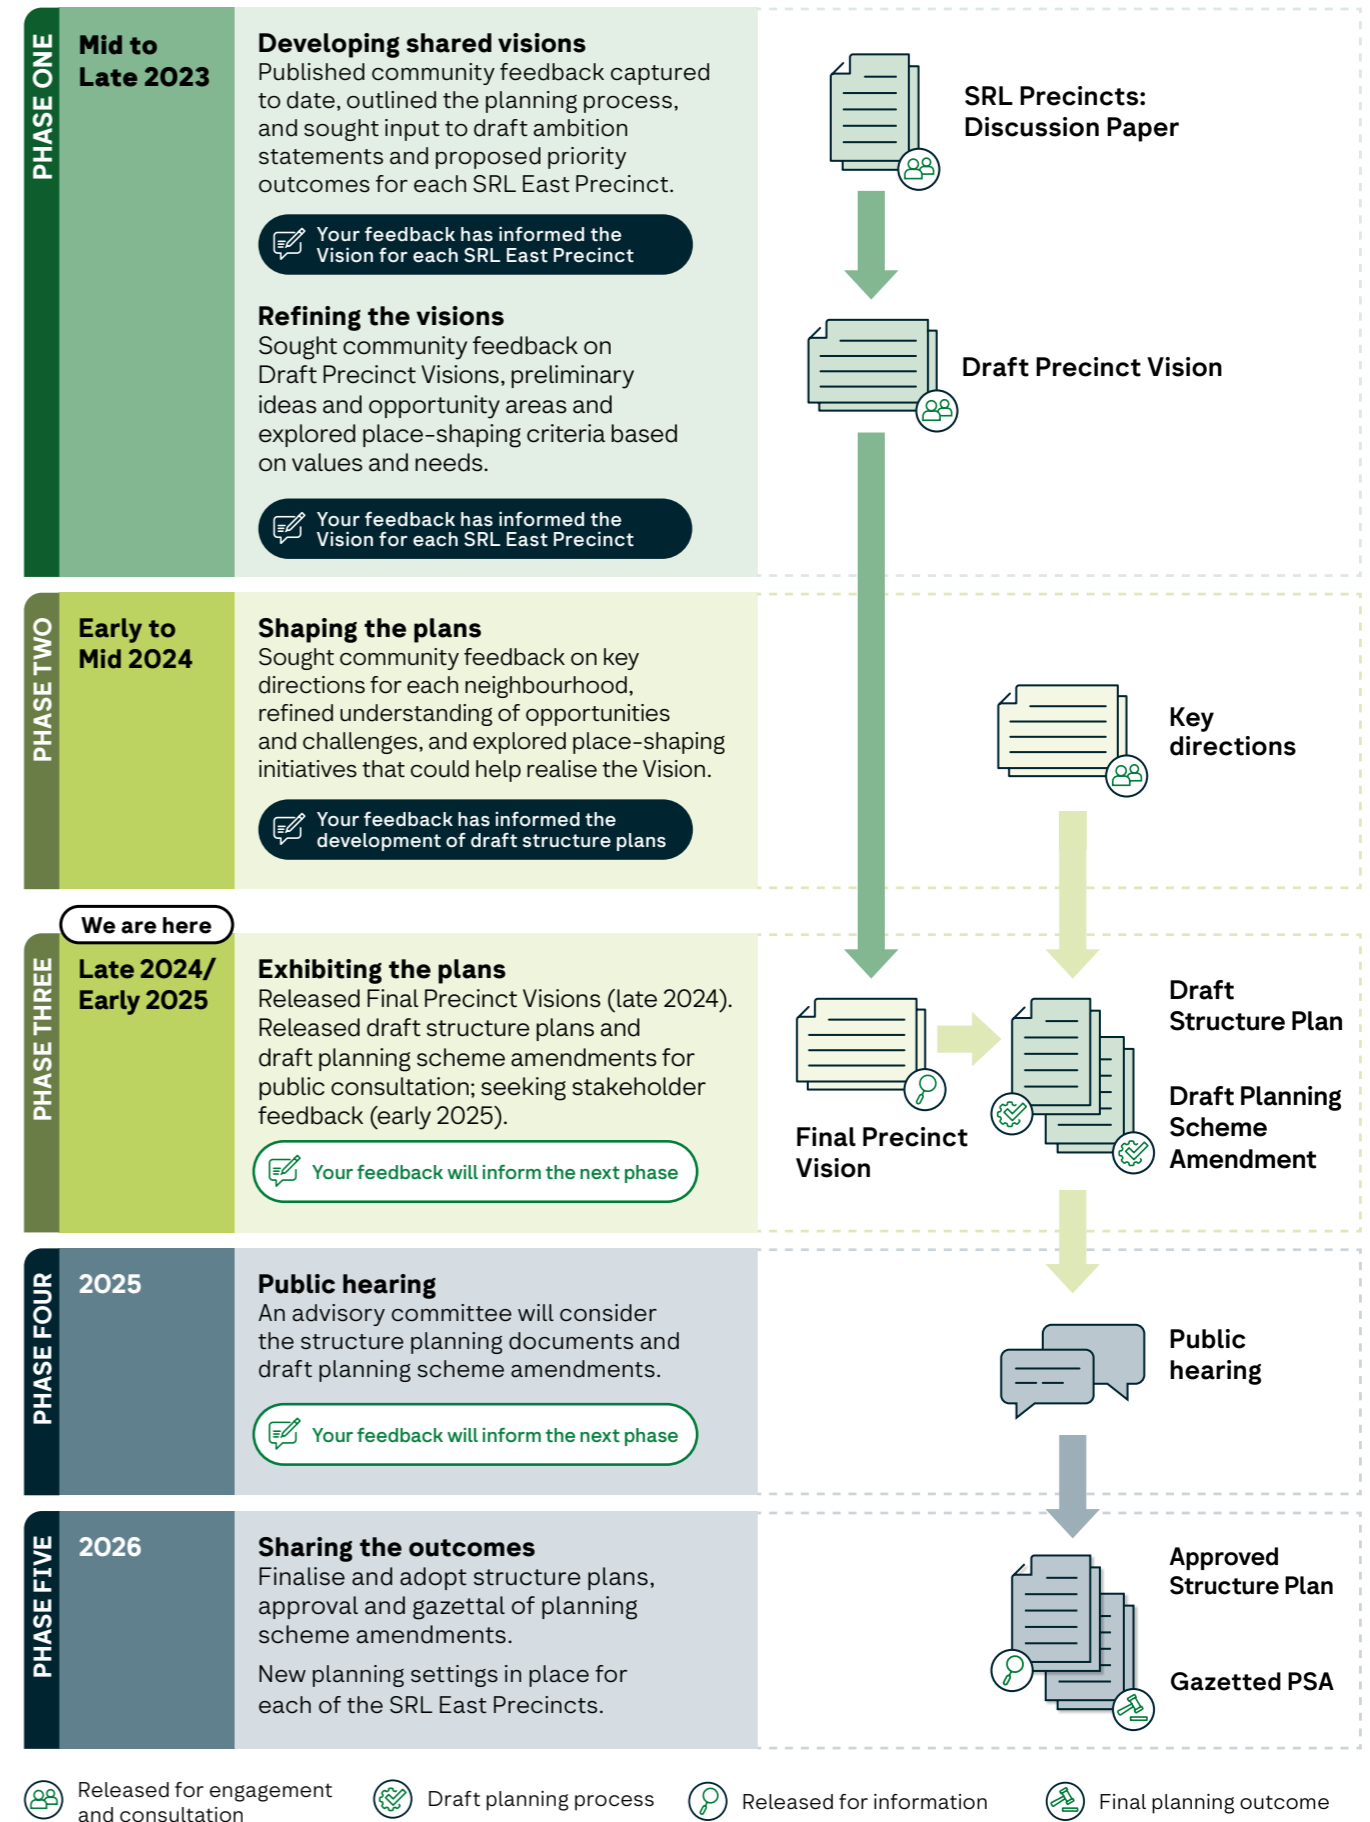 PHASE ONE
Mid to
Late 2023
Developing shared visions
Published community feedback captured
to date, outlined the planning process,
and sought input to draft ambition
statements and proposed priority
outcomes for each SRL East Precinct.
Your feedback has informed the
Vision for each SRL East Precinct
Refining the visions
Sought community feedback on
Draft Precinct Visions, preliminary
ideas and opportunity areas and
explored place-shaping criteria based
on values and needs.
Your feedback has informed the
Vision for each SRL East Precinct
SRL Precincts:
Discussion Paper
Draft Precinct Vision
PHASE TWO
Early to
Mid 2024
Shaping the plans
Sought community feedback on key
directions for each neighbourhood,
refined understanding of opportunities
and challenges, and explored place-shaping
initiatives that could help realise the Vision.
Your feedback has informed the
development of draft structure plans
Key
directions
We are here
PHASE THREE
Late 2024/
Early 2025
Exhibiting the plans
Released Final Precinct Visions (late 2024).
Released draft structure plans and
draft planning scheme amendments for
public consultation; seeking stakeholder
feedback (early 2025).
Your feedback will inform the next phase
Final Precinct
Vision
Draft
Structure Plan
Draft Planning
Scheme
Amendment
PHASE FOUR
2025
Public hearing
An advisory committee will consider
the structure planning documents and
draft planning scheme amendments.
Your feedback will inform the next phase
Public
hearing
PHASE FIVE
2026
Sharing the outcomes
Finalise and adopt structure plans,
approval and gazettal of planning
scheme amendments.
New planning settings in place for
each of the SRL East Precincts.
Approved
Structure Plan
Gazetted PSA
Released for engagement
and consultation
Draft planning process
Released for information
Final planning outcome